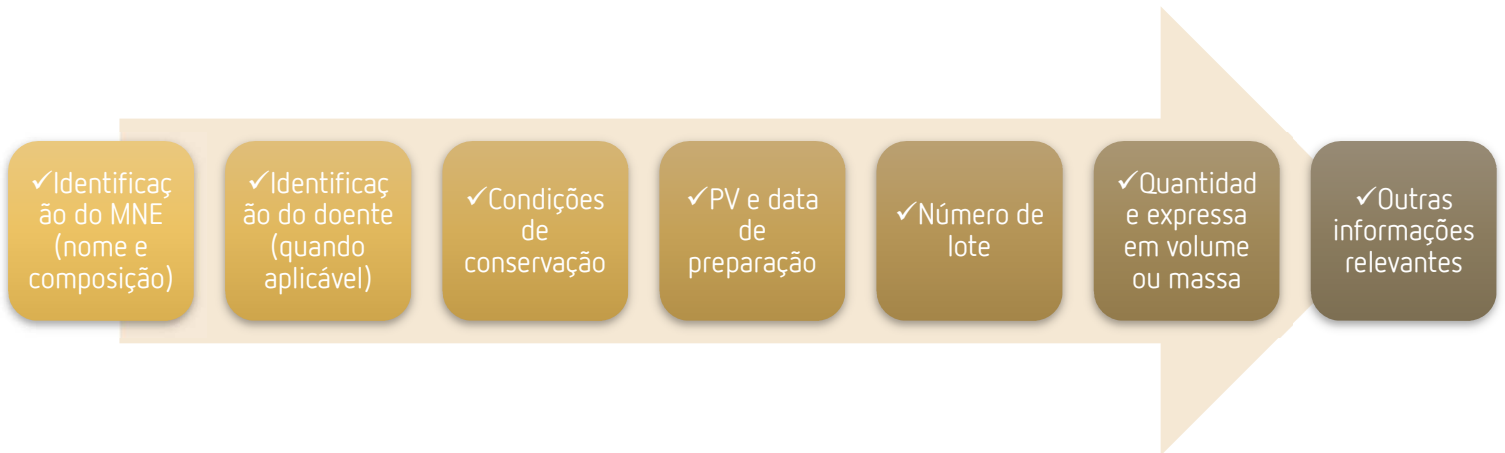 ✓Identificaç
ão do MNE
(nome e
composição)
✓Identificaç
ão do doente
(quando
aplicável)
✓Condições
de
conservação
✓PV e data
de
preparação
✓Número de
lote
✓Quantidad
e expressa
em volume
ou massa
✓Outras
informações
relevantes